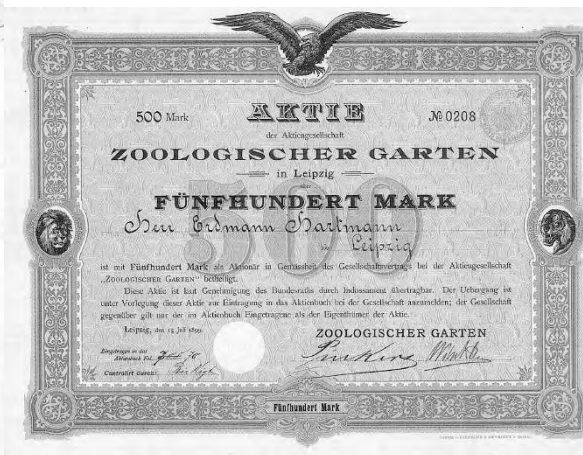 500 Mark
AKTIE
№ 0208
der Aktiengesellschaft
ZOOLOGISCHER GARTEN
in Leipzig
über
FÜNFHUNDERT MARK
500
Herr Erdmann Hartmann
in Leipzig
ist mit Fünfhundert Mark als Aktionär in Gemässheit des Gesellschaftsvertrags bei der Aktiengesellschaft
„ZOOLOGISCHER GARTEN" betheiligt.
Diese Aktie ist laut Genehmigung des Bundesraths durch Indossament übertragbar. Der Uebergang ist
unter Vorlegung dieser Aktie zur Eintragung in das Aktienbuch bei der Gesellschaft anzumelden; der Gesellschaft
gegenüber gilt nur der im Aktienbuch Eingetragene als der Eigenthümer der Aktie.
Leipzig, den 15 Juli 1899.
ZOOLOGISCHER GARTEN
Eingetragen in das
Aktienbuch Fol.
Controlirt durch:
Fünfhundert Mark